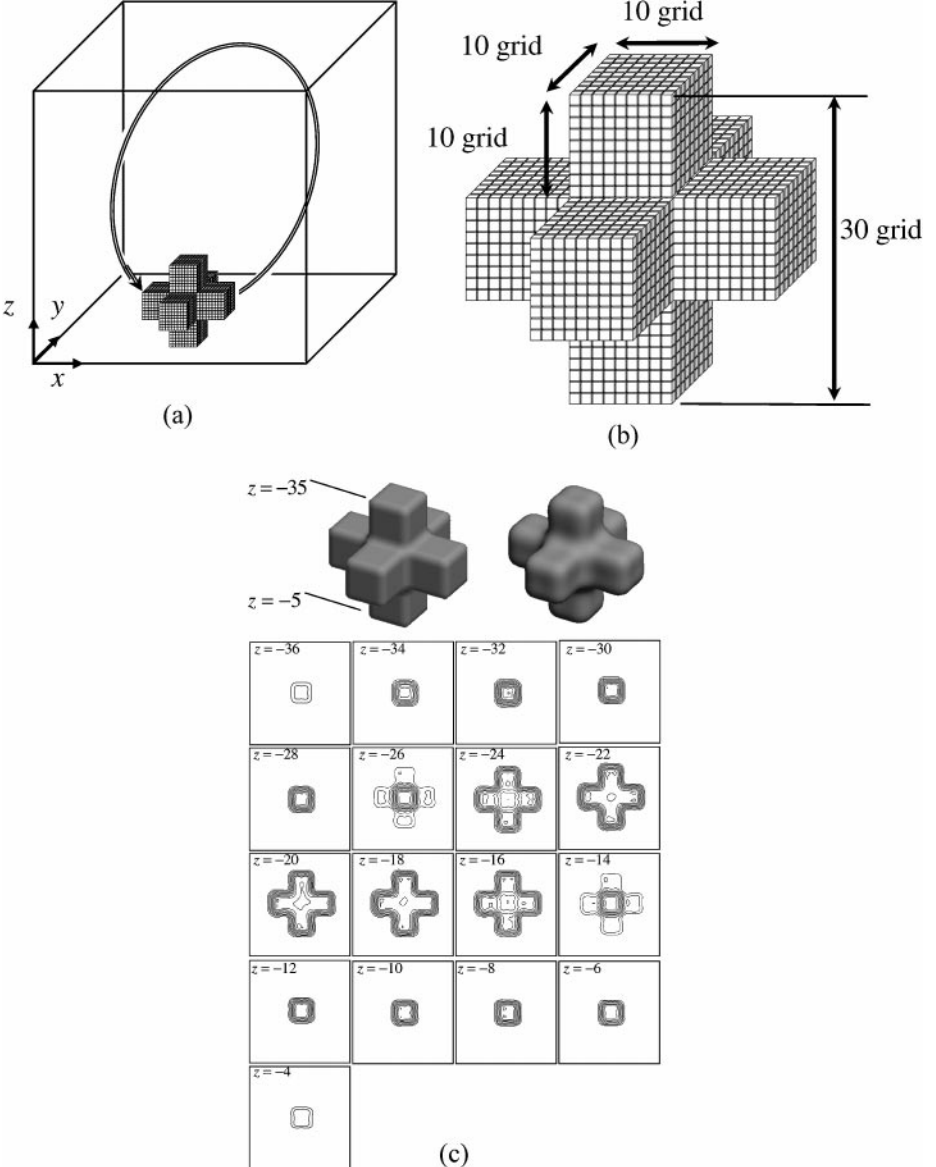 z
y
x
(a)
10 grid
10 grid
10 grid
30 grid
(b)
z = −35
z = −5
z = −36
z = −34
z = −32
z = −30
z = −28
z = −26
z = −24
z = −22
z = −20
z = −18
z = −16
z = −14
z = −12
z = −10
z = −8
z = −6
z = −4
(c)